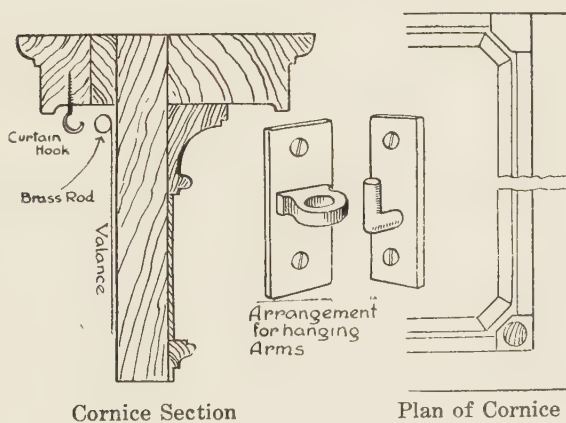 Curtain
Hook
Brass Rod
Valance
Arrangement
for hanging
Arms
Cornice Section
Plan of Cornice